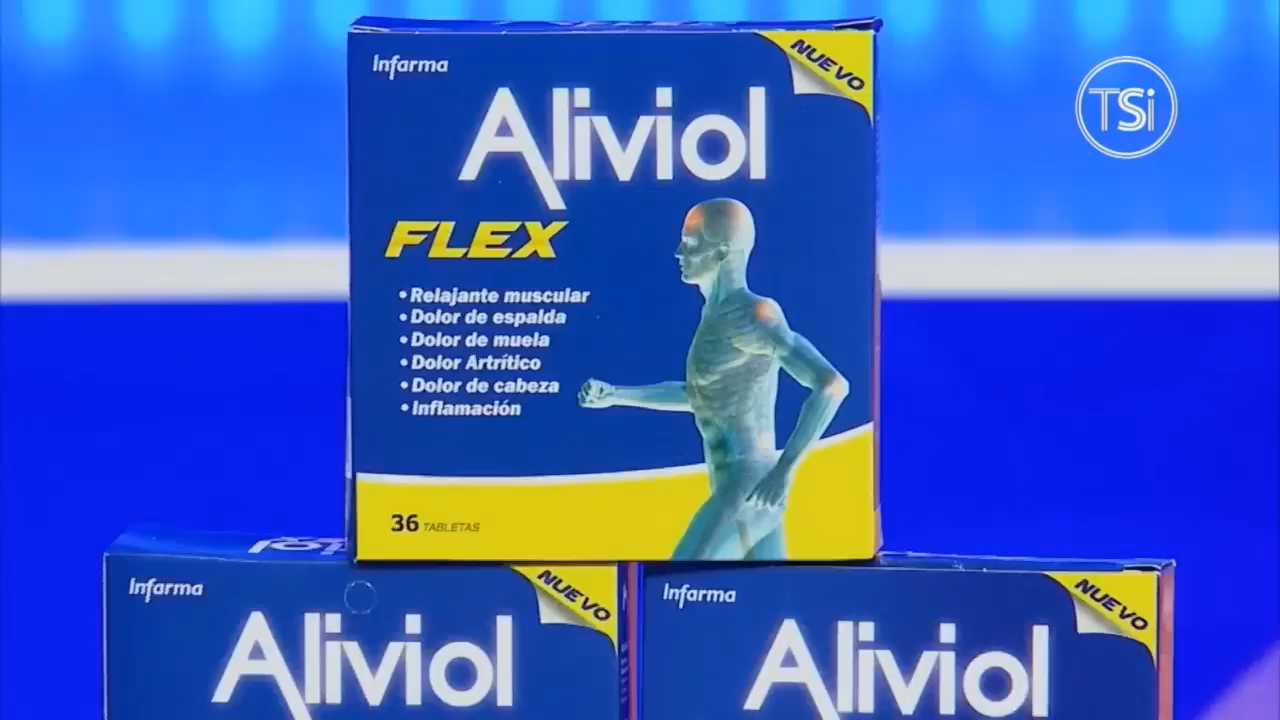 Infarma
NUEVO
Aliviol
FLEX
• Relajante muscular
• Dolor de espalda
• Dolor de muela
• Dolor Artrítico
• Dolor de cabeza
• Inflamación
36 TABLETAS
TSi
Infarma
NUEVO
Aliviol
Infarma
NUEVO
Aliviol